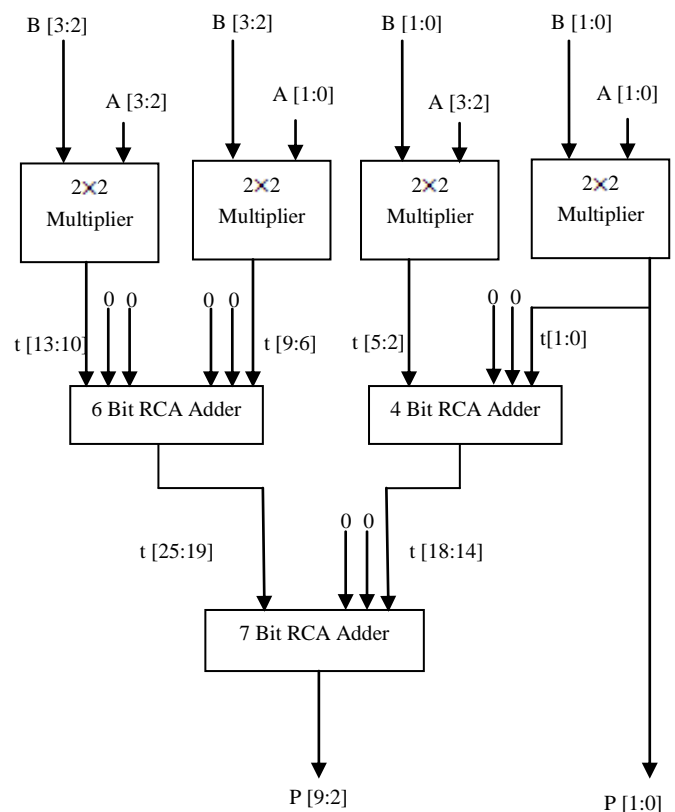 B [3:2]
B [3:2]
B [1:0]
B [1:0]
A [3:2]
A [1:0]
A [3:2]
A [1:0]
2×2
Multiplier
2×2
Multiplier
2×2
Multiplier
2×2
Multiplier
0 0
0 0
0 0
t [13:10]
t [9:6]
t [5:2]
t[1:0]
6 Bit RCA Adder
4 Bit RCA Adder
0 0
t [25:19]
t [18:14]
7 Bit RCA Adder
P [9:2]
P [1:0]